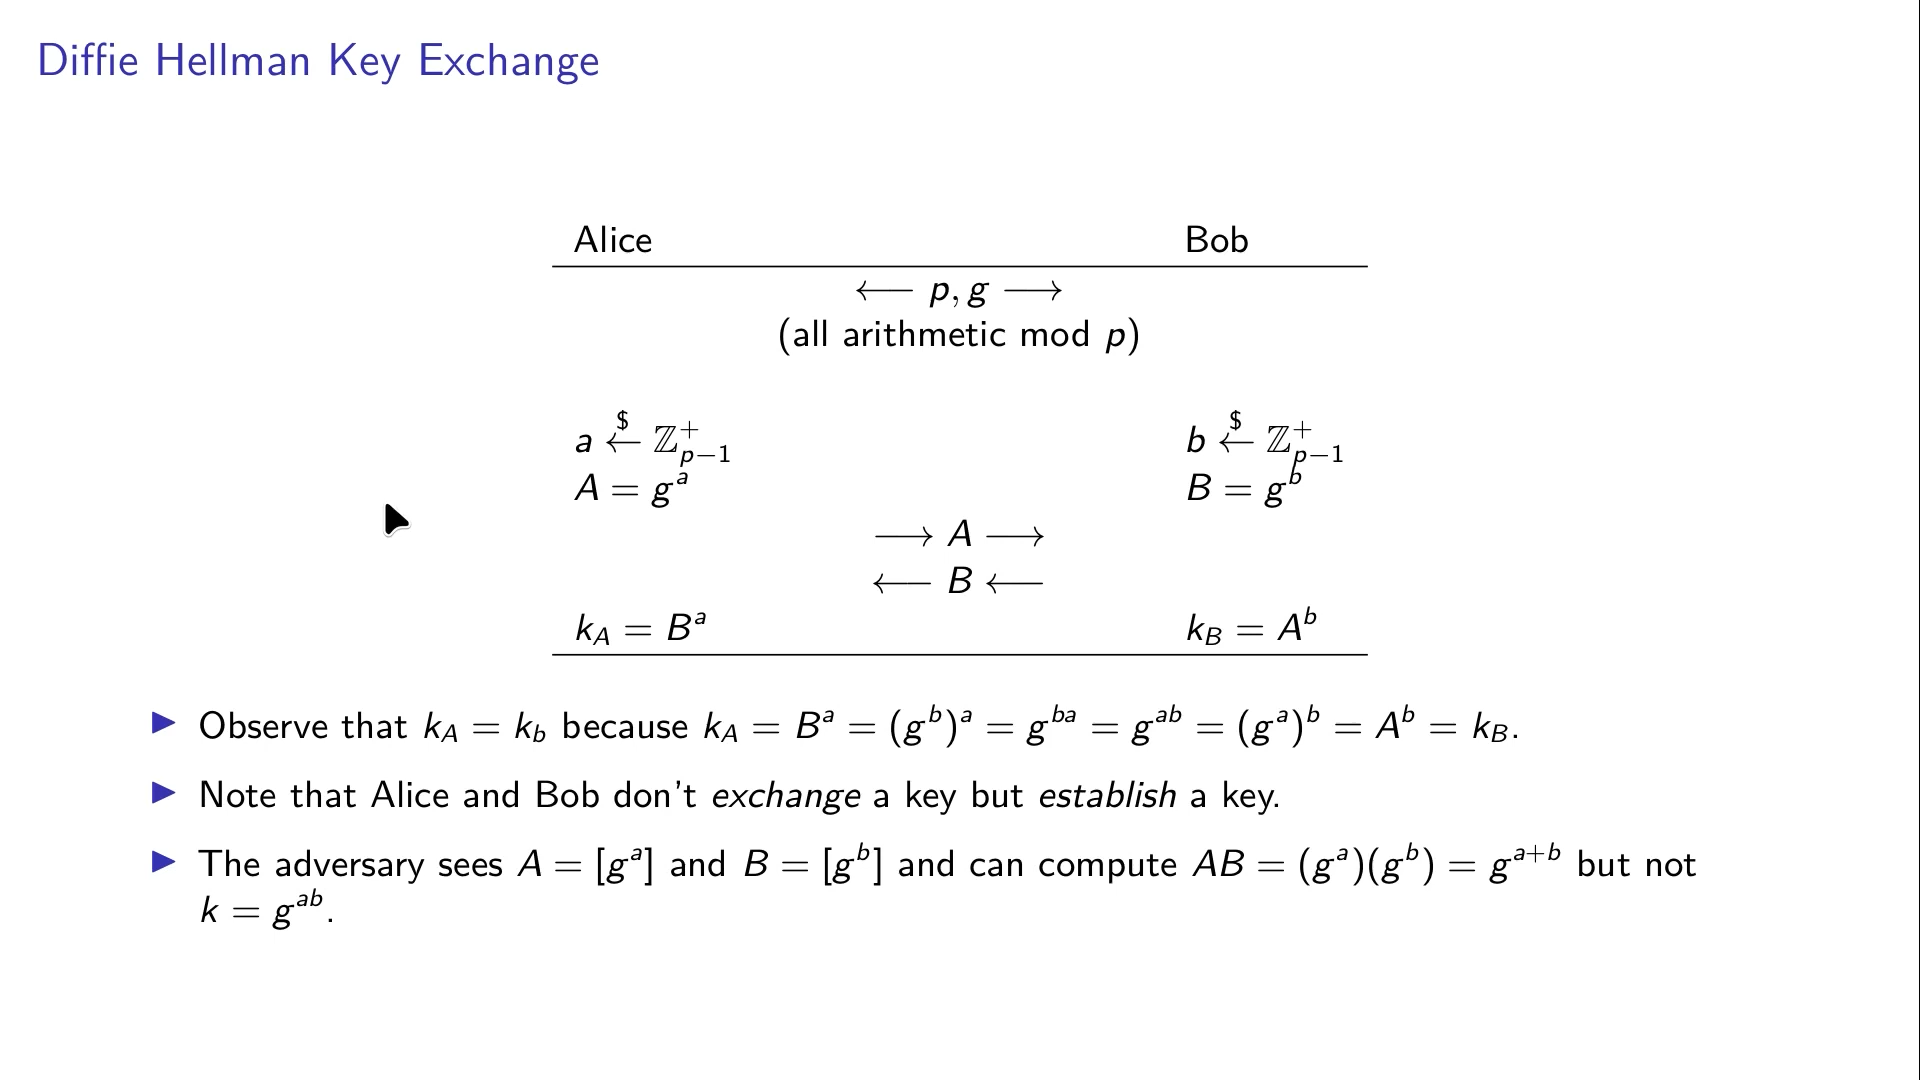 Diffie Hellman Key Exchange
Alice Bob
⟵ p, g ⟶
(all arithmetic mod p)
a $← ℤ⁺ₚ₋₁ b $← ℤ⁺ₚ₋₁
A = gᵃ B = gᵇ
⟶ A ⟶
⟵ B ⟵
k_A = Bᵃ k_B = Aᵇ
▶ Observe that k_A = k_b because k_A = Bᵃ = (gᵇ)ᵃ = gᵇᵃ = gᵃᵇ = (gᵃ)ᵇ = Aᵇ = k_B.
▶ Note that Alice and Bob don't exchange a key but establish a key.
▶ The adversary sees A = [gᵃ] and B = [gᵇ] and can compute AB = (gᵃ)(gᵇ) = gᵃ⁺ᵇ but not
k = gᵃᵇ.